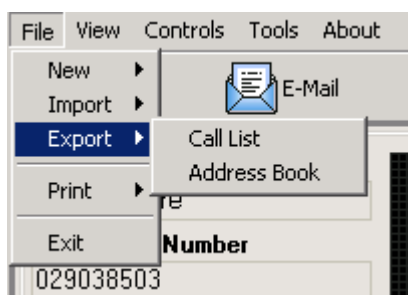 File View Controls Tools About
New
Import
E-Mail
Export
Call List
Address Book
Print
Exit
Number
029038503